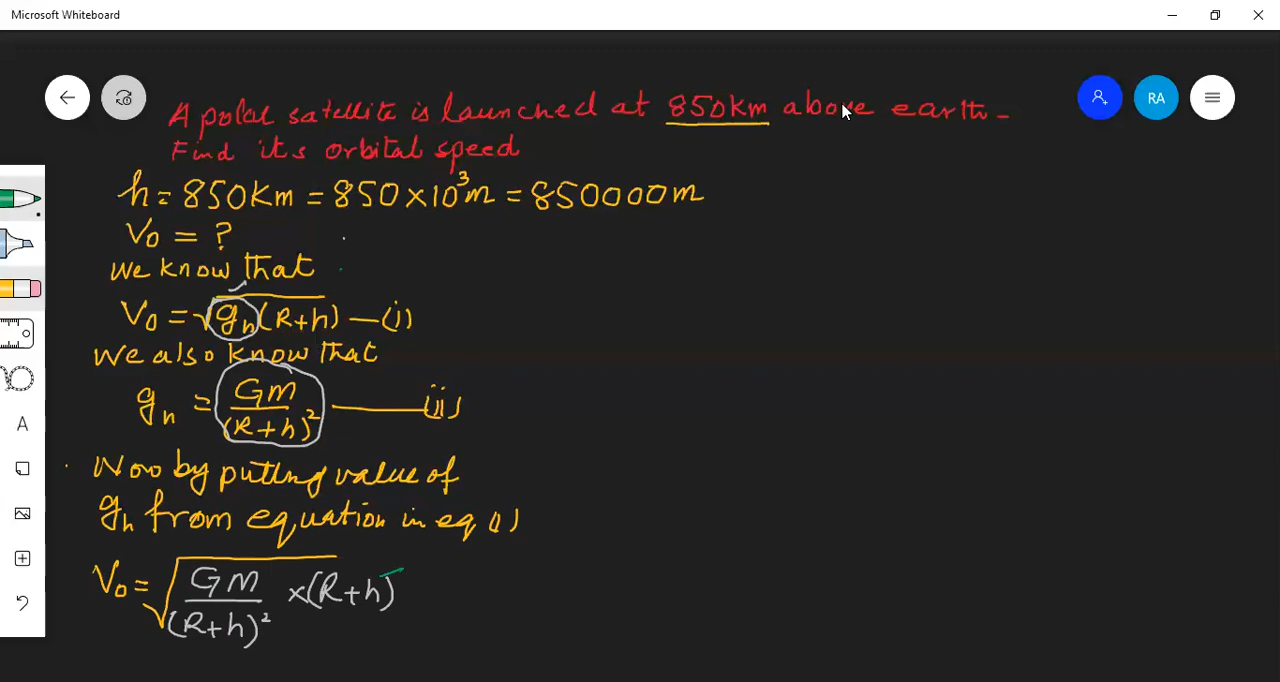 Microsoft Whiteboard
RA
A polar satellite is launched at 850km above earth-
Find its orbital speed
h = 850Km = 850×10³m = 850000m
V₀ = ?
We know that
V₀ = √gₕ(R+h) —(i)
We also know that
gₕ = GM/(R+h)² ——(ii)
Now by putting value of
gₕ from equation in eq (i)
V₀ = √GM/(R+h)² ×(R+h)
A